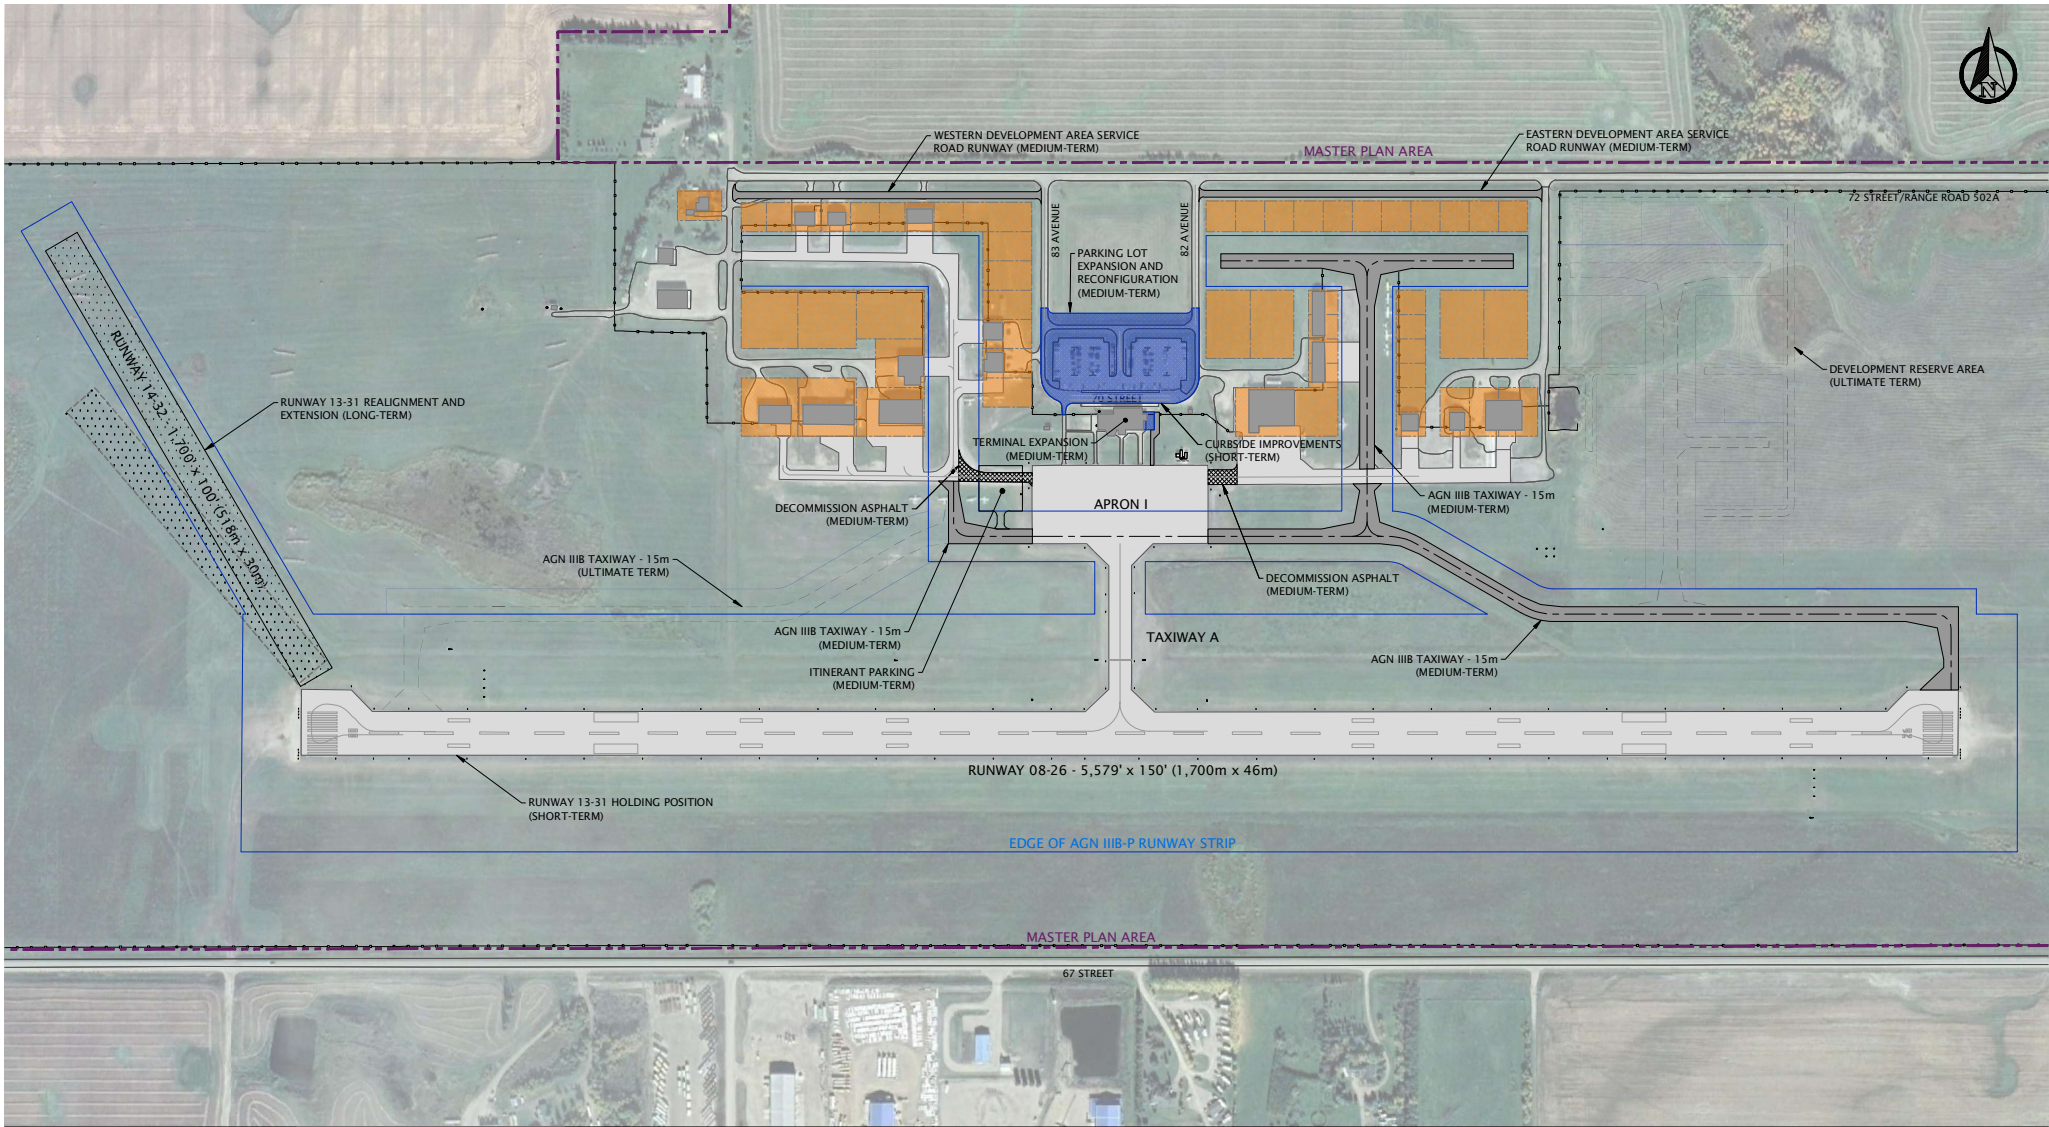 WESTERN DEVELOPMENT AREA SERVICE
ROAD RUNWAY (MEDIUM-TERM)
EASTERN DEVELOPMENT AREA SERVICE
ROAD RUNWAY (MEDIUM-TERM)
MASTER PLAN AREA
N
72 STREET/RANGE ROAD 502A
83 AVENUE
82 AVENUE
PARKING LOT
EXPANSION AND
RECONFIGURATION
(MEDIUM-TERM)
RUNWAY 14-32 - 1,700' x 100' (518m x 30m)
RUNWAY 13-31 REALIGNMENT AND
EXTENSION (LONG-TERM)
DEVELOPMENT RESERVE AREA
(ULTIMATE TERM)
70 STREET
TERMINAL EXPANSION
(MEDIUM-TERM)
CURBSIDE IMPROVEMENTS
(SHORT-TERM)
DECOMMISSION ASPHALT
(MEDIUM-TERM)
APRON I
AGN IIIB TAXIWAY - 15m
(MEDIUM-TERM)
AGN IIIB TAXIWAY - 15m
(ULTIMATE TERM)
DECOMMISSION ASPHALT
(MEDIUM-TERM)
AGN IIIB TAXIWAY - 15m
(MEDIUM-TERM)
TAXIWAY A
ITINERANT PARKING
(MEDIUM-TERM)
AGN IIIB TAXIWAY - 15m
(MEDIUM-TERM)
RUNWAY 08-26 - 5,579' x 150' (1,700m x 46m)
RUNWAY 13-31 HOLDING POSITION
(SHORT-TERM)
EDGE OF AGN IIIB-P RUNWAY STRIP
MASTER PLAN AREA
67 STREET